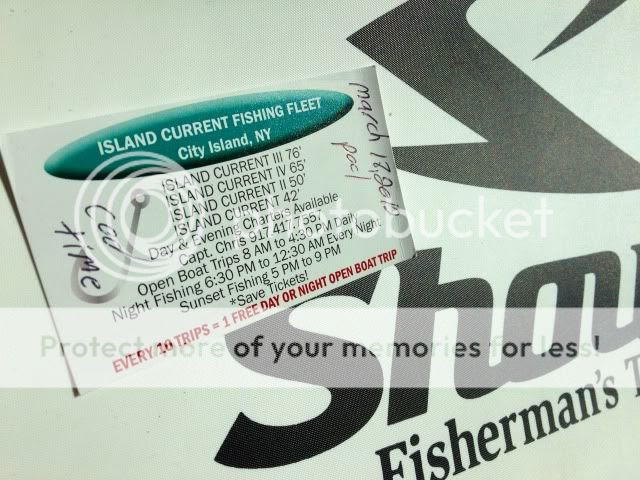 ISLAND CURRENT FISHING FLEET
City Island, NY
ISLAND CURRENT III 76'
ISLAND CURRENT IV 65'
ISLAND CURRENT II 50'
ISLAND CURRENT 42'
Day & Evening Charters Available
Open Boat Trips 8 AM to 4:30 PM Daily
Night Fishing 6:30 PM to 12:30 AM Every Night
Sunset Fishing 5 PM to 9 PM
*Save Tickets!
EVERY 10 TRIPS = 1 FREE DAY OR NIGHT OPEN BOAT TRIP
march
time
Fisherman's
photobucket
Protect more of your memories for less!